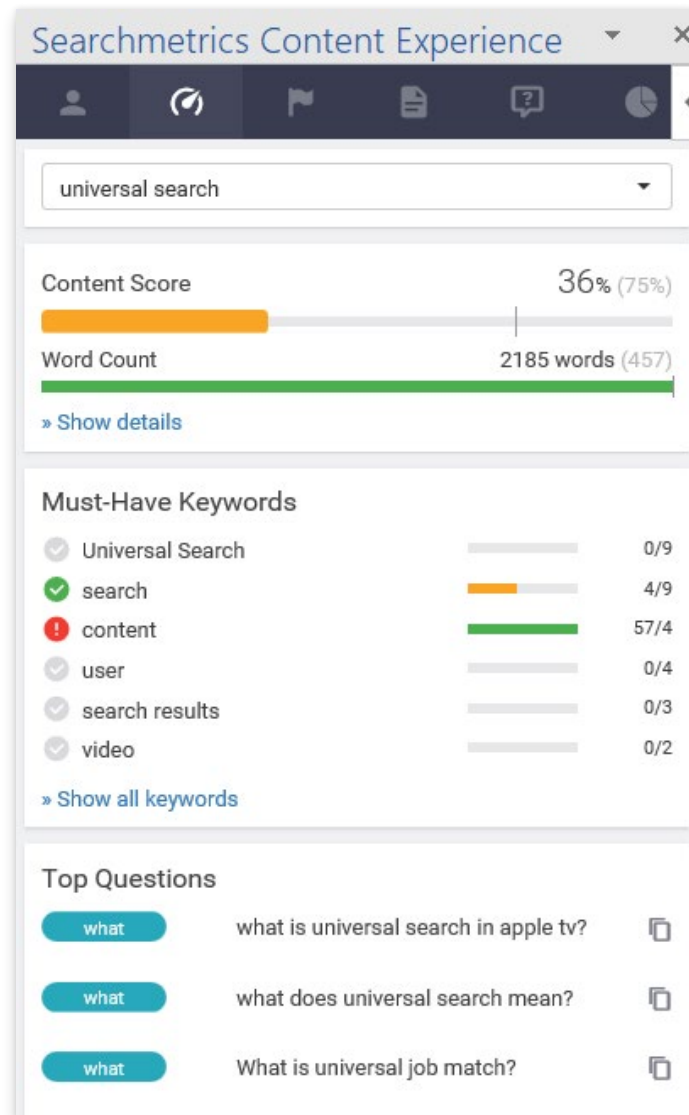 Searchmetrics Content Experience
universal search
Content Score 36% (75%)
Word Count 2185 words (457)
» Show details
Must-Have Keywords
Universal Search 0/9
search 4/9
content 57/4
user 0/4
search results 0/3
video 0/2
» Show all keywords
Top Questions
what what is universal search in apple tv?
what what does universal search mean?
what What is universal job match?